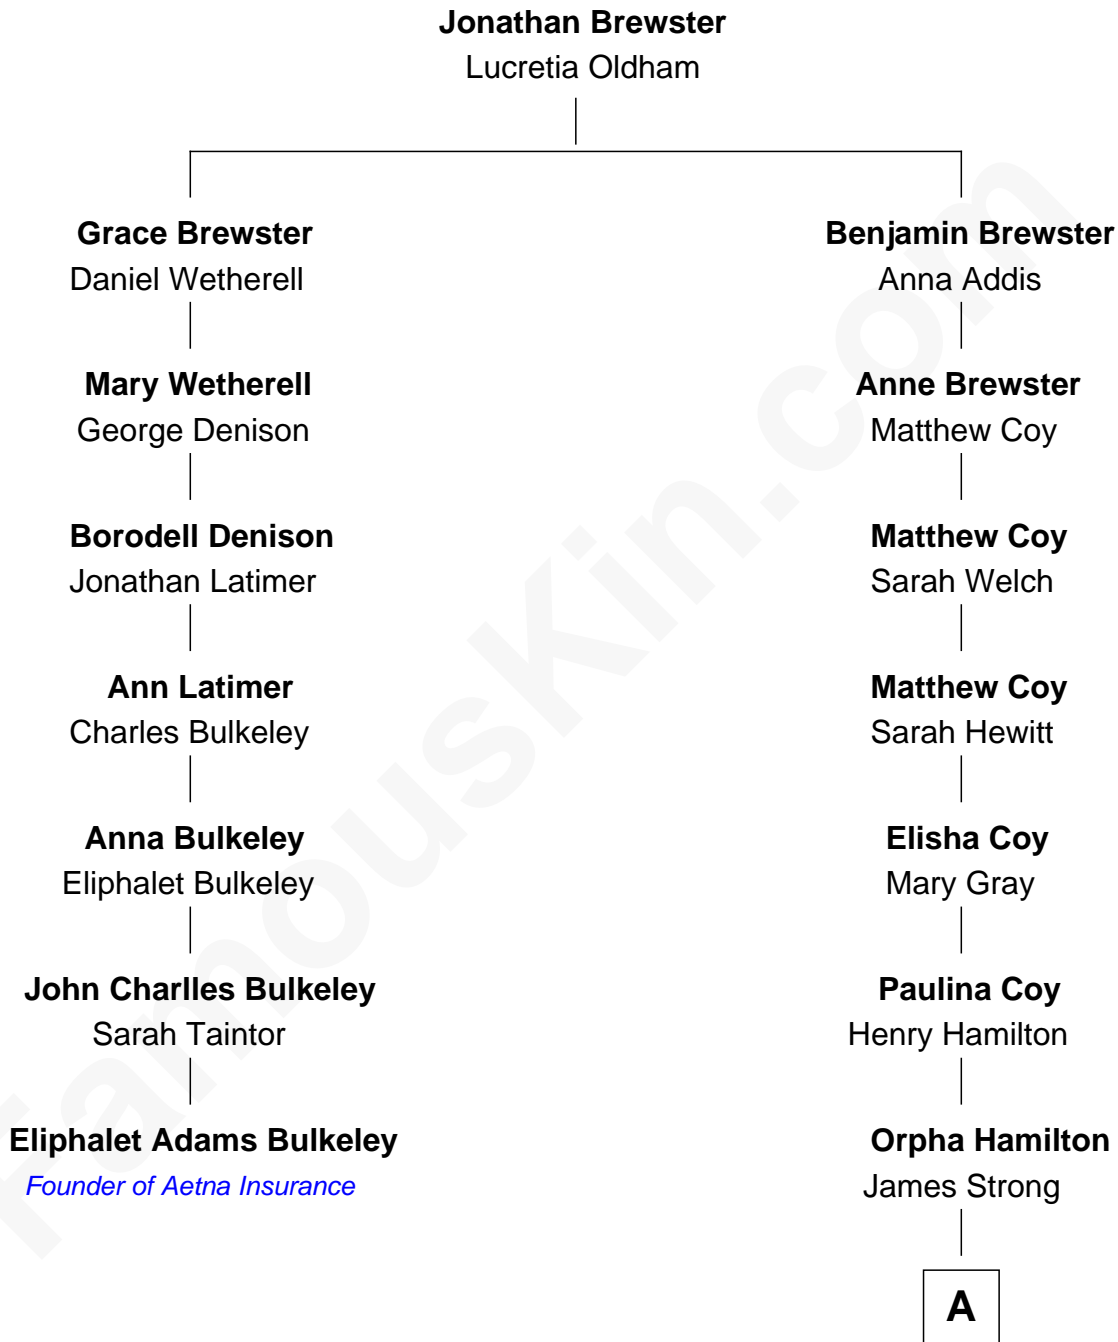 Jonathan Brewster
Lucretia Oldham
Grace Brewster
Daniel Wetherell
Mary Wetherell
George Denison
Borodell Denison
Jonathan Latimer
Ann Latimer
Charles Bulkeley
Anna Bulkeley
Eliphalet Bulkeley
John Charlles Bulkeley
Sarah Taintor
Eliphalet Adams Bulkeley
Founder of Aetna Insurance
Benjamin Brewster
Anna Addis
Anne Brewster
Matthew Coy
Matthew Coy
Sarah Welch
Matthew Coy
Sarah Hewitt
Elisha Coy
Mary Gray
Paulina Coy
Henry Hamilton
Orpha Hamilton
James Strong
A
FamousKin.com